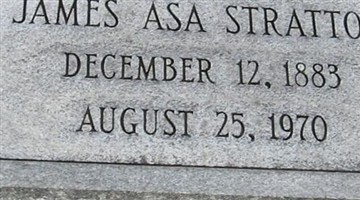 JAMES ASA STRATTO
DECEMBER 12, 1883
AUGUST 25, 1970